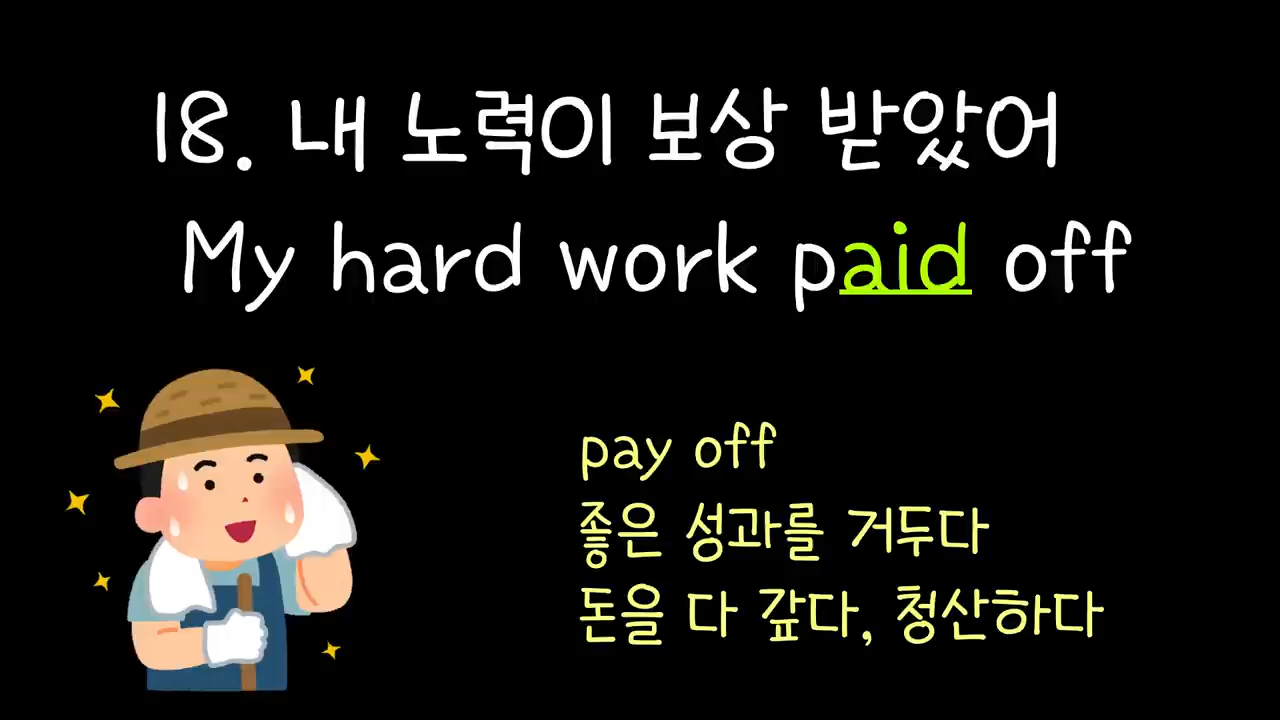 18. 내 노력이 보상 받았어
My hard work paid off
pay off
좋은 성과를 거두다
돈을 다 갚다, 청산하다